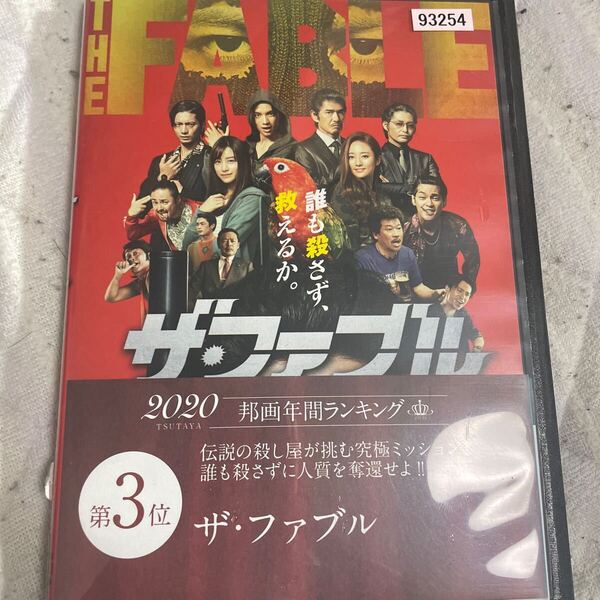 93254
THE
FABLE
誰も殺さず、
救えるか。
ザ・ファブル
2020
TSUTAYA
邦画年間ランキング
伝説の殺し屋が挑む究極ミッション
誰も殺さずに人質を奪還せよ!!
第3位
ザ・ファブル